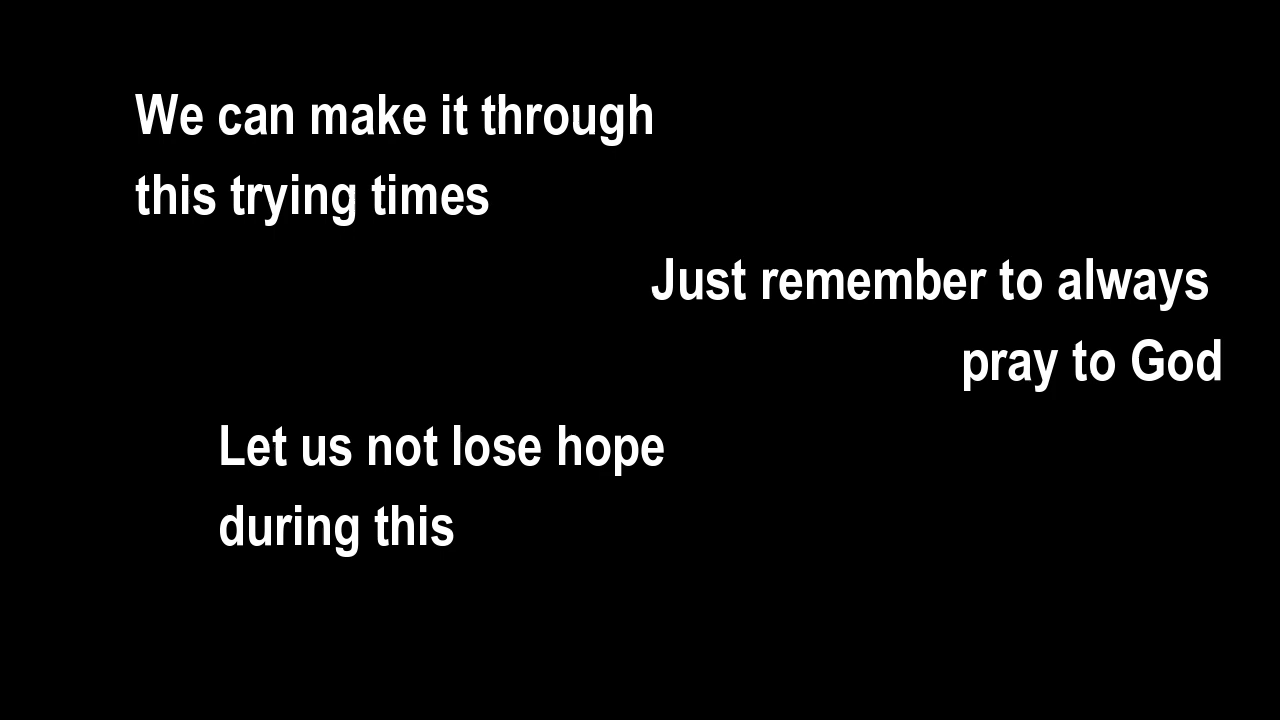 We can make it through
this trying times
Just remember to always
pray to God
Let us not lose hope
during this